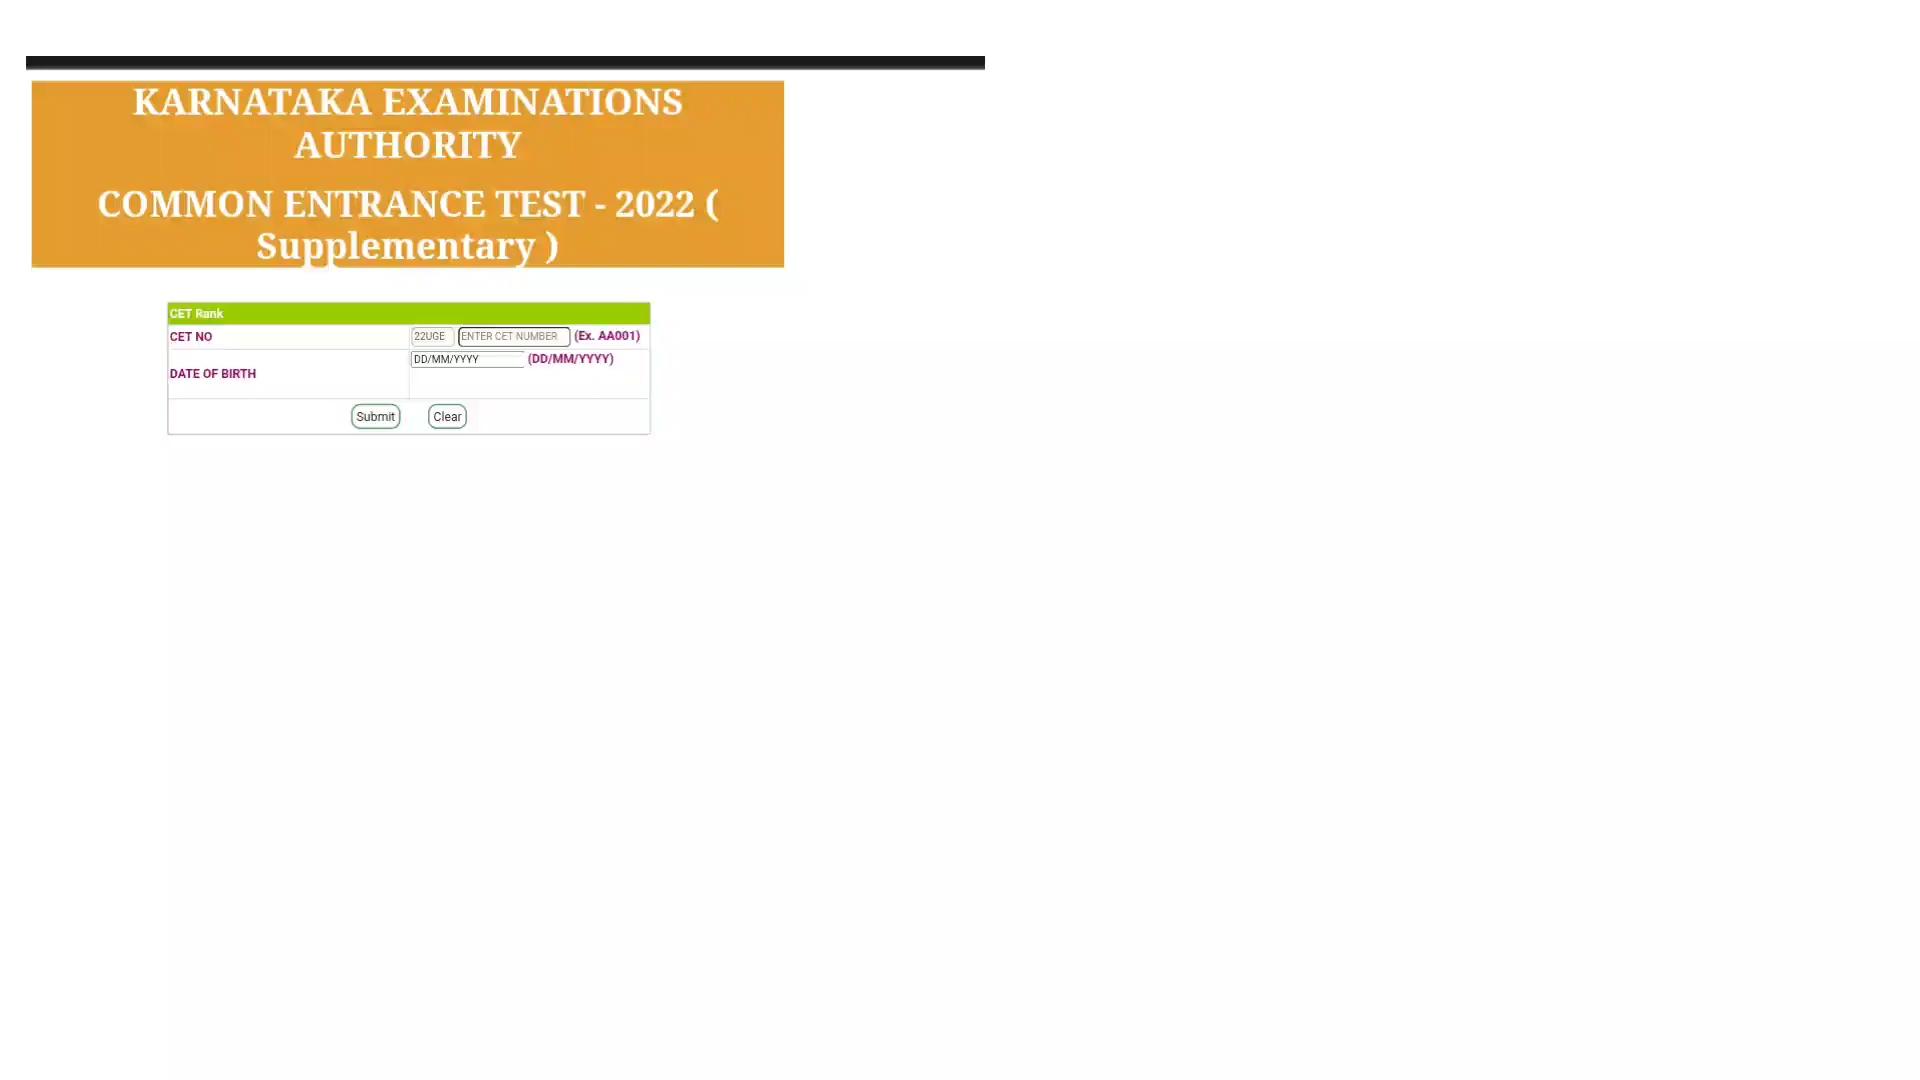 KARNATAKA EXAMINATIONS
AUTHORITY
COMMON ENTRANCE TEST - 2022 (
Supplementary )
CET Rank
CET NO 22UGE ENTER CET NUMBER (Ex. AA001)
DD/MM/YYYY (DD/MM/YYYY)
DATE OF BIRTH
Submit Clear